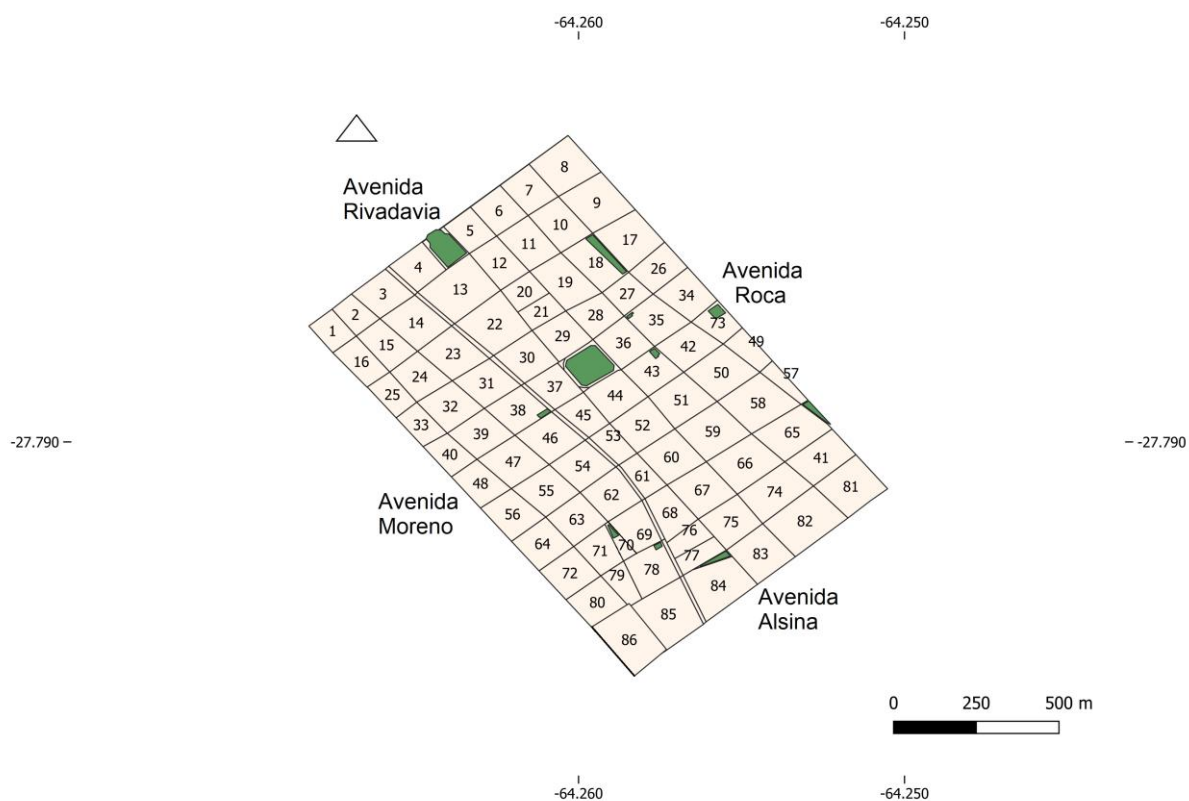 -64.260 -64.250
8
7 9
6
5 10
Avenida
Rivadavia
11 17
4 12 18 26
3 13 20 19 27 34
Avenida
Roca
2 21 28 35 73
1 14 22 29 36 42 49
15 23 30 43 50 57
16 24 31 37 44 51 58
25 32 38 45 52 59 65
33 39 46 53 60 66 41
-27.790 -27.790
40 47 54 61 67 74 81
48 55 62 68 75 82
Avenida
Moreno
56 63 69 76 83
64 71 70 77
72 79 78 84
80 85
86
Avenida
Alsina
0 250 500 m
-64.260 -64.250